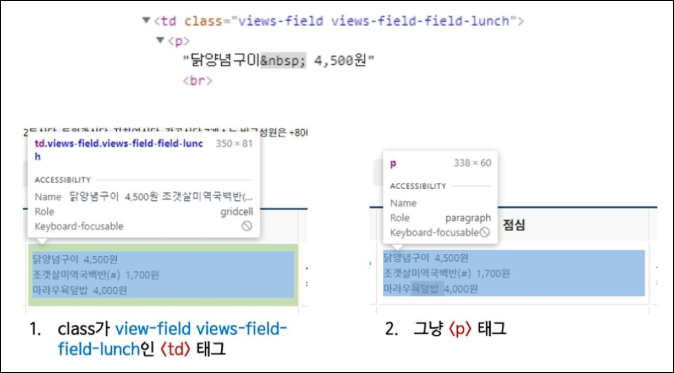 ▼<td class="views-field views-field-field-lunch">
▼<p>
"닭양념구이&nbsp; 4,500원"
<br>
td.views-field.views-field-field-lunc
h
350 × 81
ACCESSIBILITY
Name 닭양념구이 4,500원 조갯살미역국백반(...
Role gridcell
Keyboard-focusable
닭양념구이 4,500원
조갯살미역국백반(#) 1,700원
마라우육덮밥 4,000원
1. class가 view-field views-field-
field-lunch인 <td> 태그
p 338 × 60
ACCESSIBILITY
Name
Role paragraph
Keyboard-focusable
점심
닭양념구이 4,500원
조갯살미역국백반(#) 1,700원
마라우육덮밥 4,000원
2. 그냥 <p> 태그